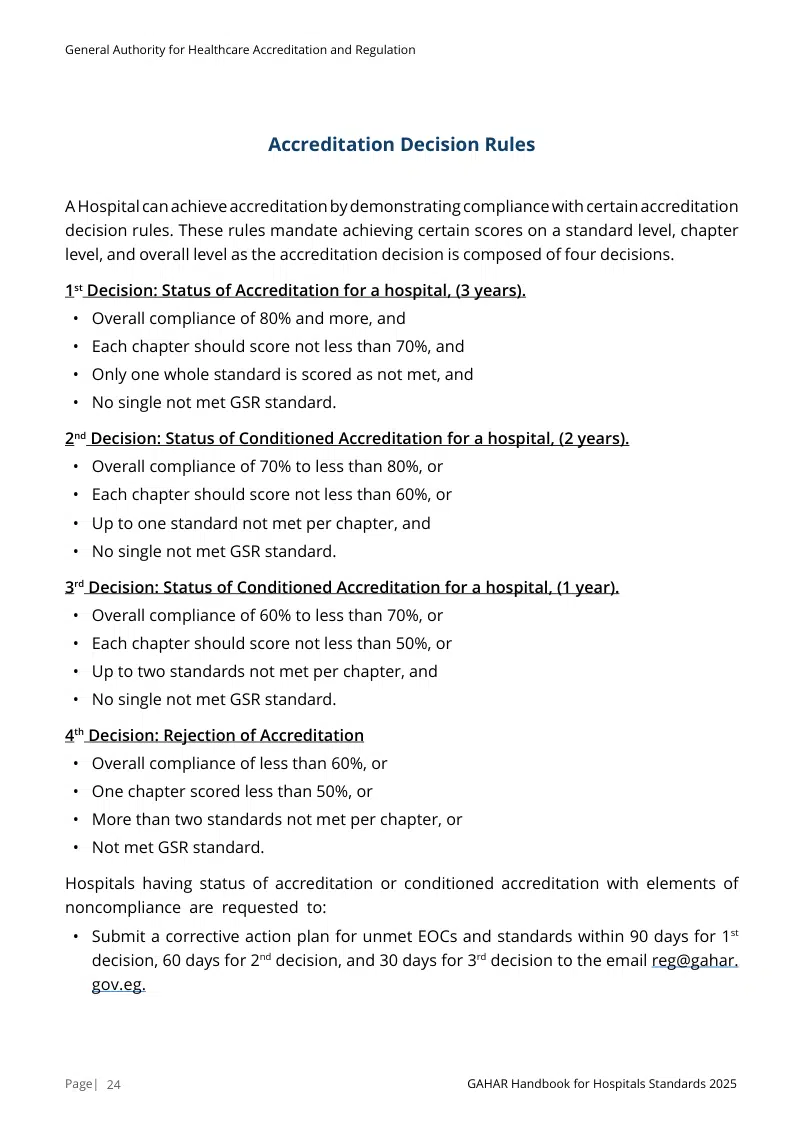 General Authority for Healthcare Accreditation and Regulation
Accreditation Decision Rules
A Hospital can achieve accreditation by demonstrating compliance with certain accreditation
decision rules. These rules mandate achieving certain scores on a standard level, chapter
level, and overall level as the accreditation decision is composed of four decisions.
1st Decision: Status of Accreditation for a hospital, (3 years).
• Overall compliance of 80% and more, and
• Each chapter should score not less than 70%, and
• Only one whole standard is scored as not met, and
• No single not met GSR standard.
2nd Decision: Status of Conditioned Accreditation for a hospital, (2 years).
• Overall compliance of 70% to less than 80%, or
• Each chapter should score not less than 60%, or
• Up to one standard not met per chapter, and
• No single not met GSR standard.
3rd Decision: Status of Conditioned Accreditation for a hospital, (1 year).
• Overall compliance of 60% to less than 70%, or
• Each chapter should score not less than 50%, or
• Up to two standards not met per chapter, and
• No single not met GSR standard.
4th Decision: Rejection of Accreditation
• Overall compliance of less than 60%, or
• One chapter scored less than 50%, or
• More than two standards not met per chapter, or
• Not met GSR standard.
Hospitals having status of accreditation or conditioned accreditation with elements of
noncompliance are requested to:
• Submit a corrective action plan for unmet EOCs and standards within 90 days for 1st
decision, 60 days for 2nd decision, and 30 days for 3rd decision to the email reg@gahar.
gov.eg.
Page| 24
GAHAR Handbook for Hospitals Standards 2025